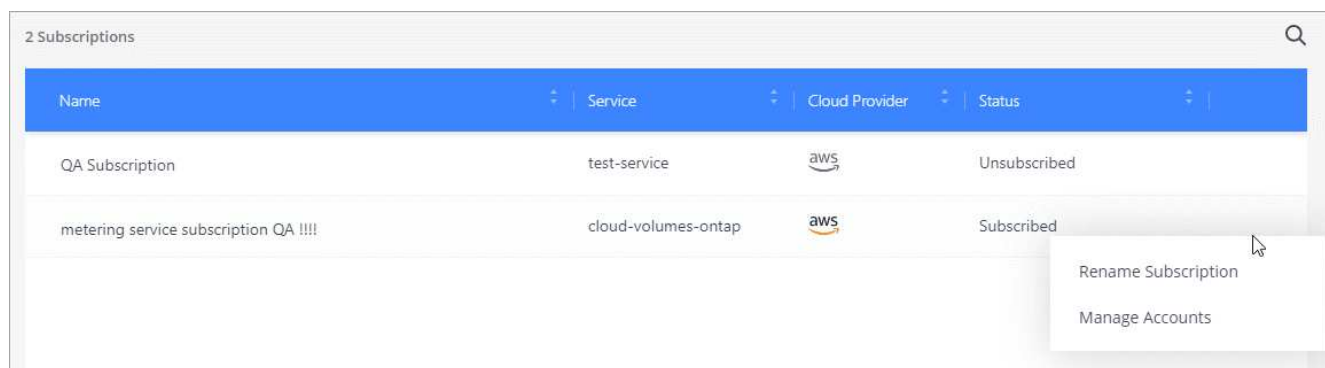 2 Subscriptions
Name Service Cloud Provider Status
QA Subscription test-service aws Unsubscribed
metering service subscription QA !!!! cloud-volumes-ontap aws Subscribed
Rename Subscription
Manage Accounts